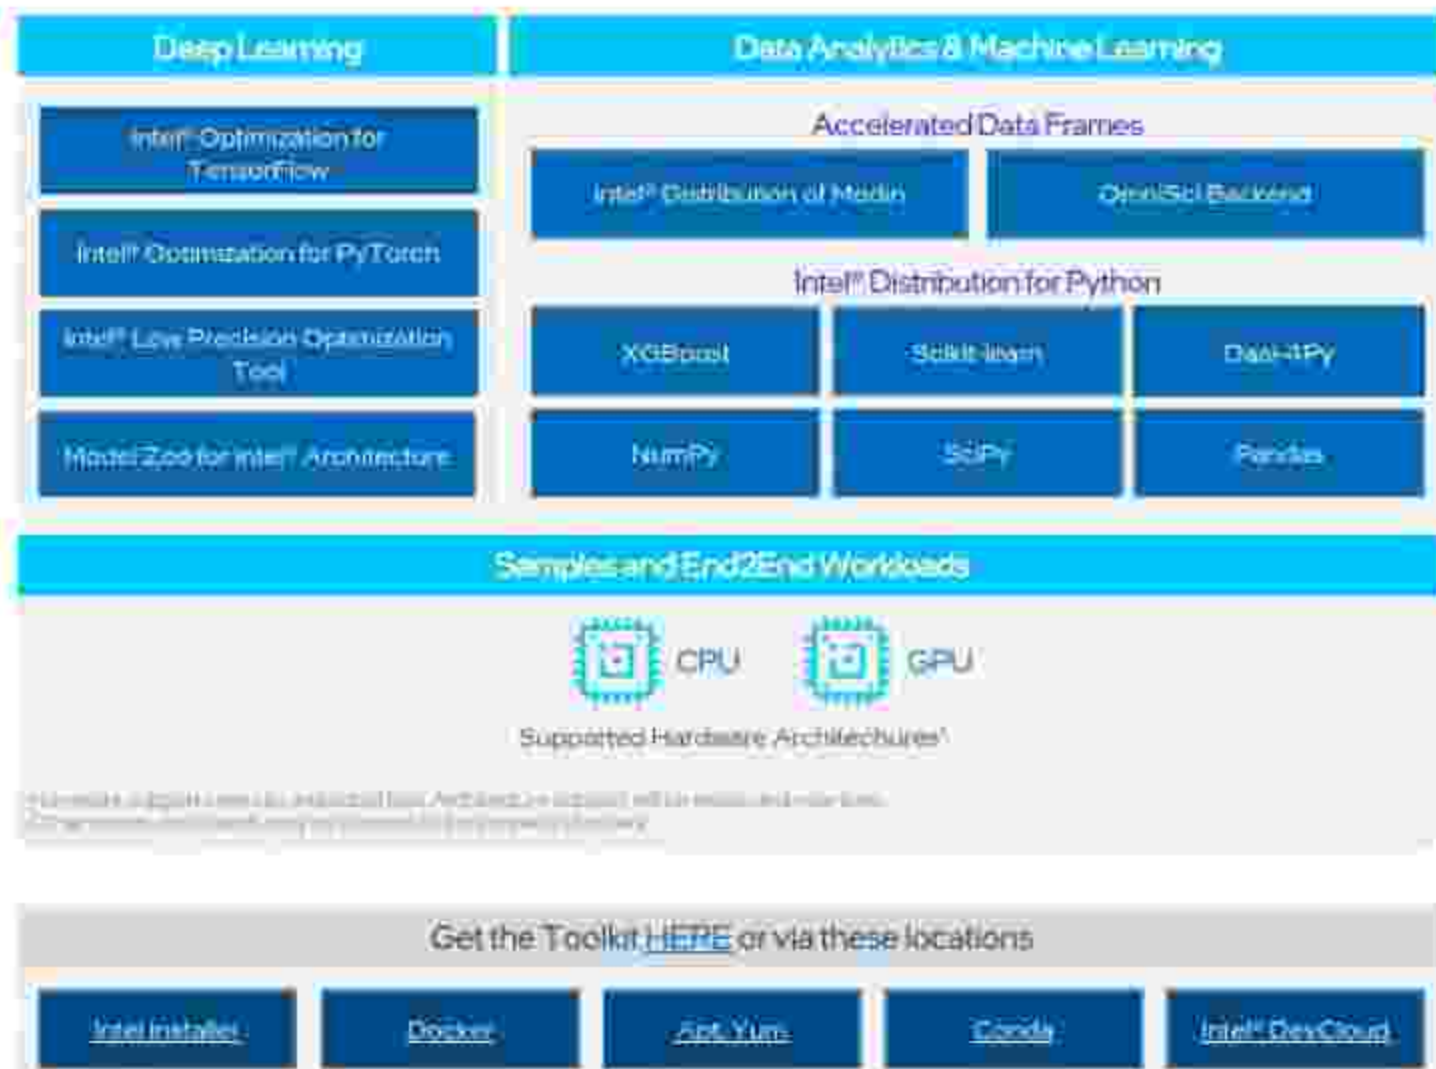 Deep Learning
Data Analytics & Machine Learning
Intel® Optimization for
TensorFlow
Intel® Optimization for PyTorch
Intel® Low Precision Optimization
Tool
Model Zoo for Intel® Architecture
Accelerated Data Frames
Intel® Distribution of Modin
OmniSci Backend
Intel® Distribution for Python
XGBoost
Scikit-learn
Daal-4Py
NumPy
SciPy
Pandas
Samples and End2End Workloads
CPU
GPU
Supported Hardware Architechures¹
Get the Toolkit HERE or via these locations
Intel Installer
Docker
Apt, Yum
Conda
Intel® DevCloud